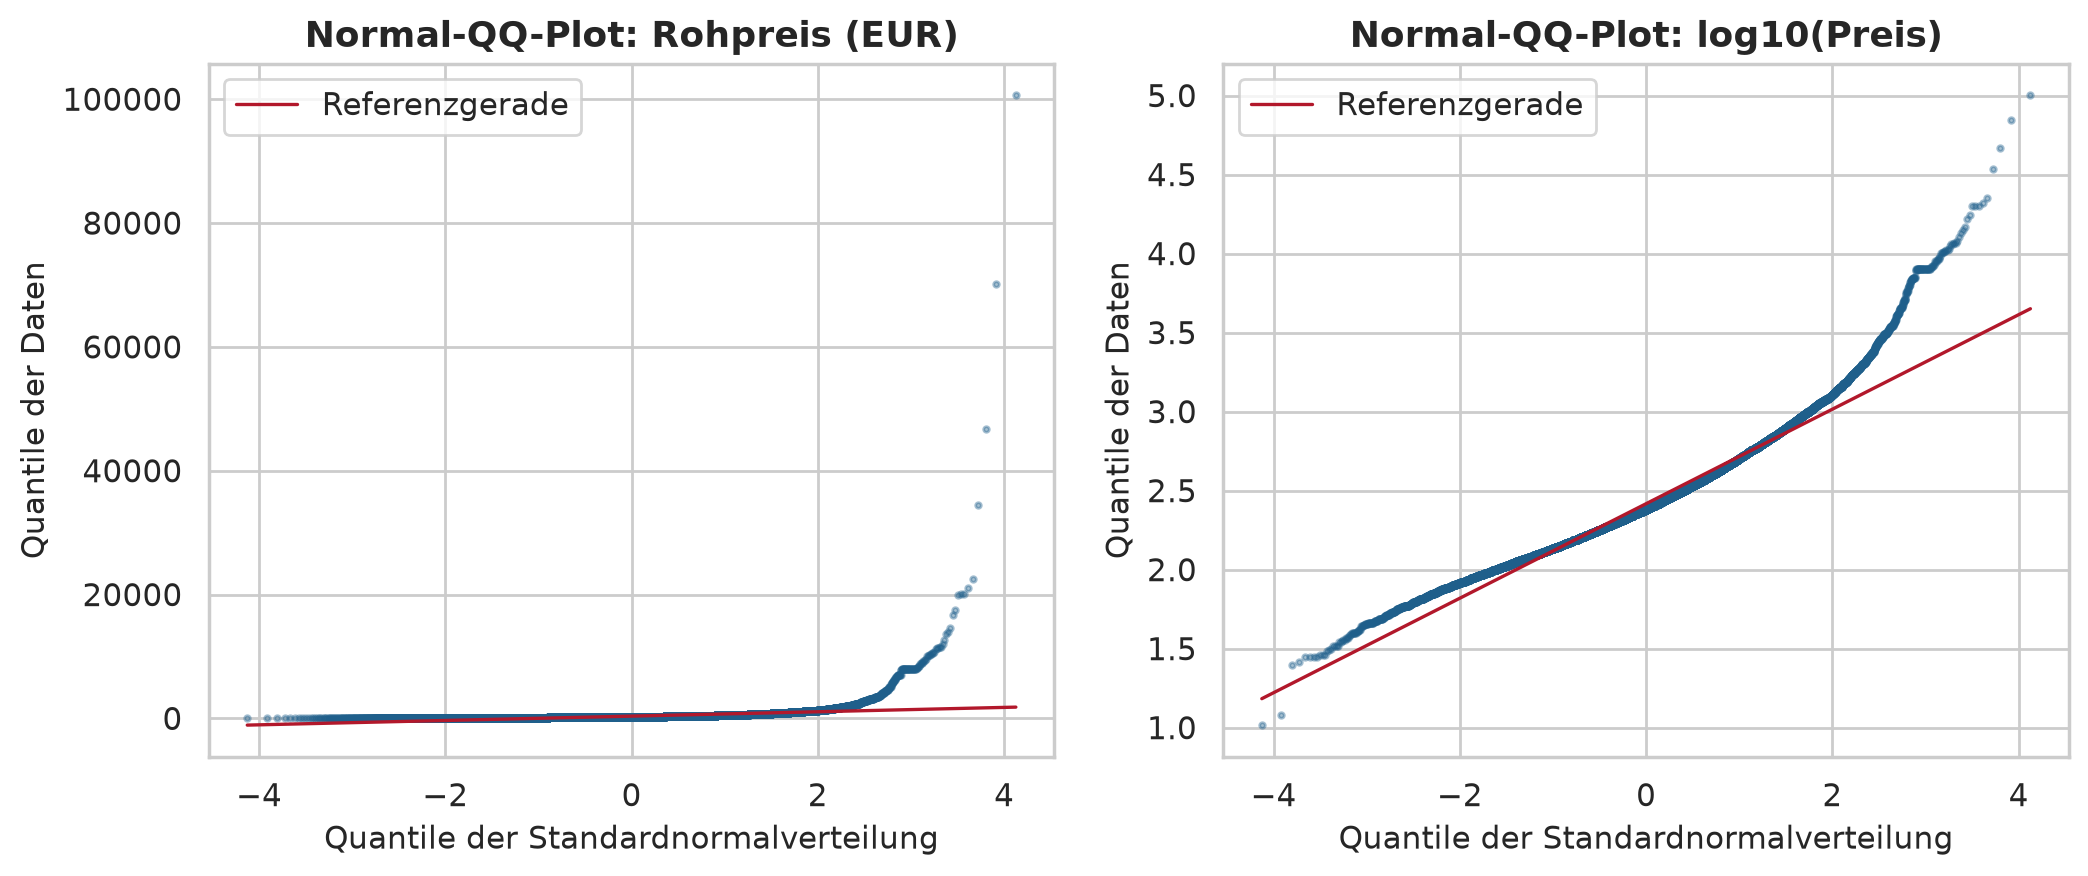 Normal-QQ-Plot: Rohpreis (EUR)
Referenzgerade
100000
80000
60000
40000
20000
0
Quantile der Daten
−4 −2 0 2 4
Quantile der Standardnormalverteilung
Normal-QQ-Plot: log10(Preis)
Referenzgerade
5.0
4.5
4.0
3.5
3.0
2.5
2.0
1.5
1.0
Quantile der Daten
−4 −2 0 2 4
Quantile der Standardnormalverteilung